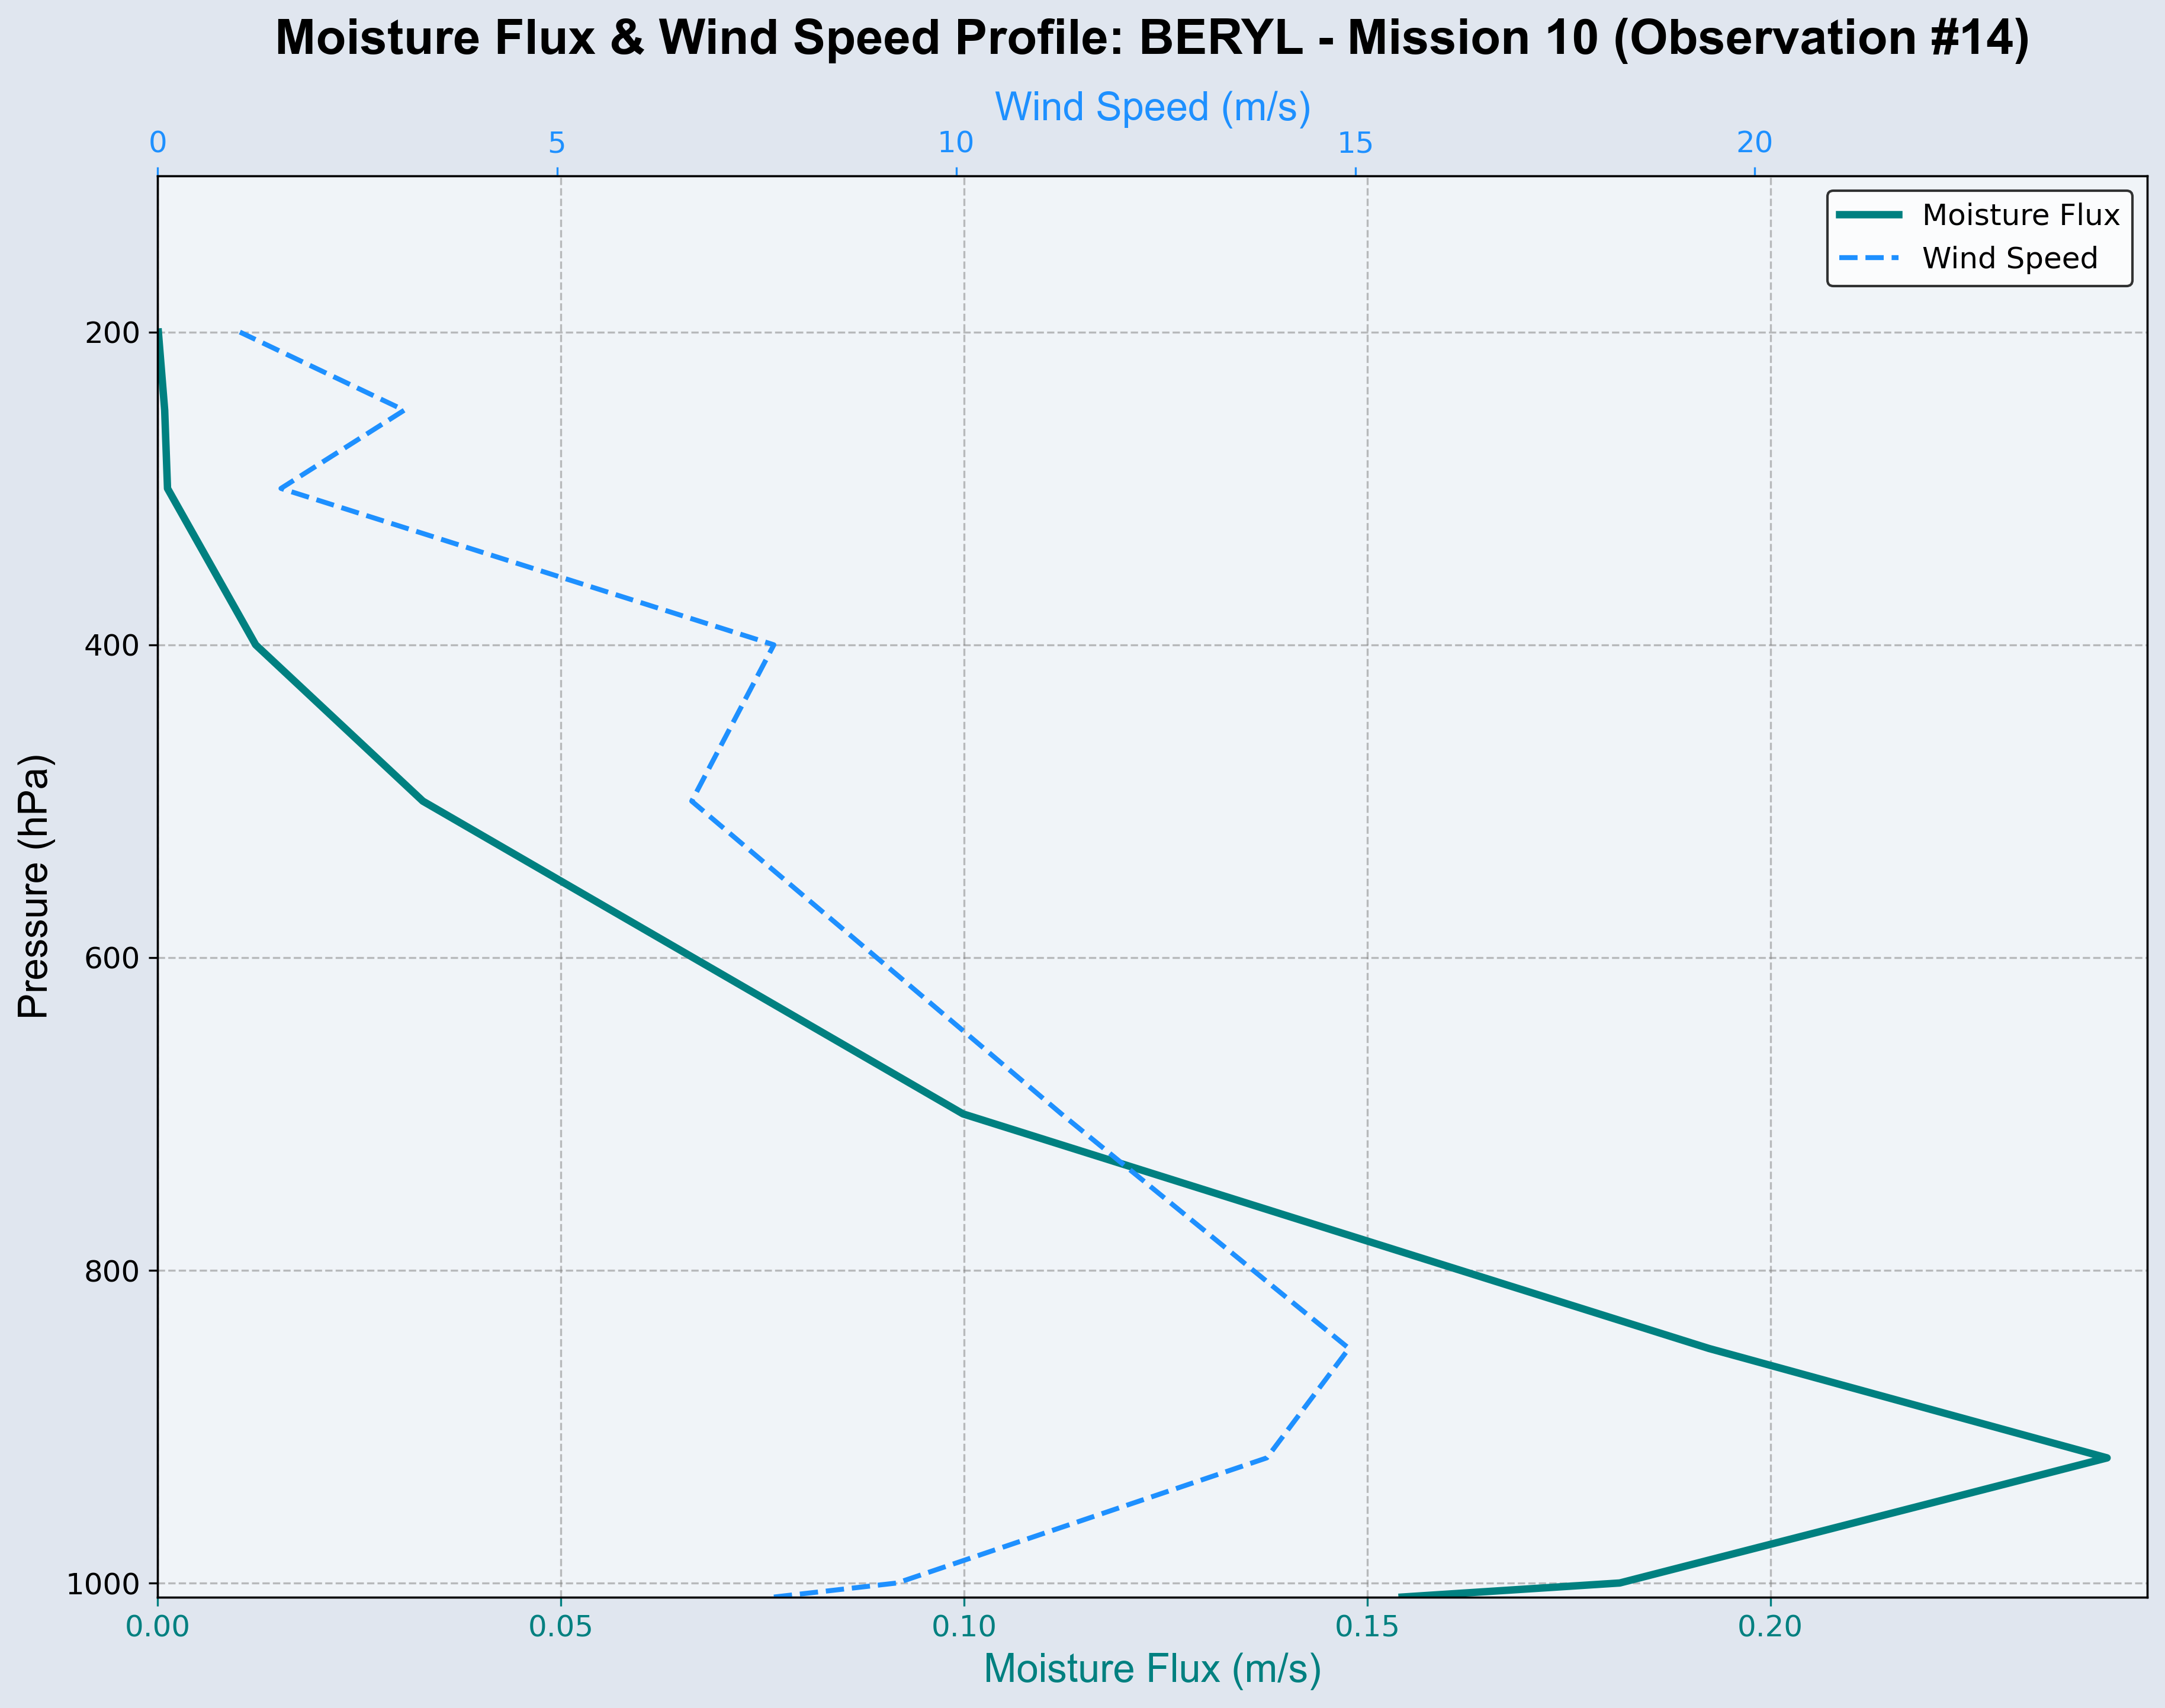 Moisture Flux & Wind Speed Profile: BERYL - Mission 10 (Observation #14)
Wind Speed (m/s)
0 5 10 15 20
Moisture Flux
Wind Speed
200
400
600
800
1000
Pressure (hPa)
0.00 0.05 0.10 0.15 0.20
Moisture Flux (m/s)